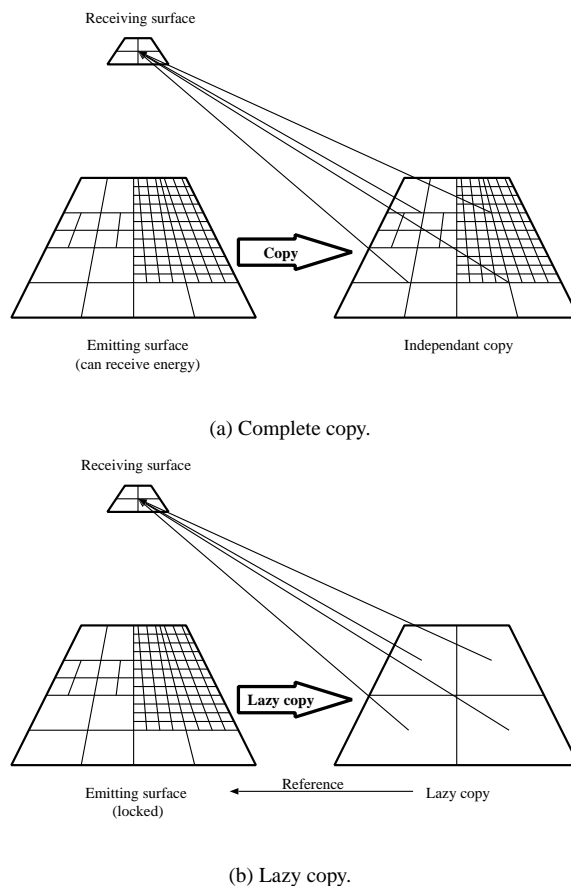 Receiving surface
Copy
Emitting surface
(can receive energy)
Independant copy
(a) Complete copy.
Receiving surface
Lazy copy
Reference
Emitting surface
(locked)
Lazy copy
(b) Lazy copy.